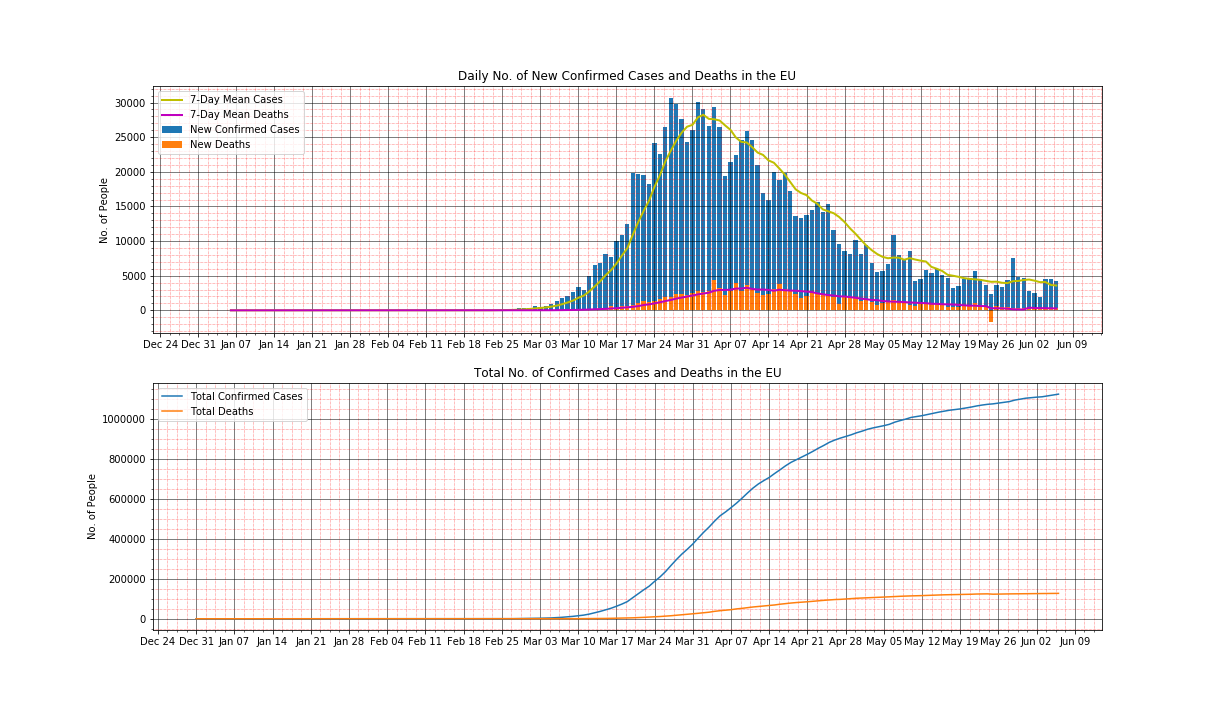 Daily No. of New Confirmed Cases and Deaths in the EU
7-Day Mean Cases
7-Day Mean Deaths
New Confirmed Cases
New Deaths
No. of People
30000
25000
20000
15000
10000
5000
0
Dec 24 Dec 31 Jan 07 Jan 14 Jan 21 Jan 28 Feb 04 Feb 11 Feb 18 Feb 25 Mar 03 Mar 10 Mar 17 Mar 24 Mar 31 Apr 07 Apr 14 Apr 21 Apr 28 May 05 May 12 May 19 May 26 Jun 02 Jun 09
Total No. of Confirmed Cases and Deaths in the EU
Total Confirmed Cases
Total Deaths
No. of People
1000000
800000
600000
400000
200000
0
Dec 24 Dec 31 Jan 07 Jan 14 Jan 21 Jan 28 Feb 04 Feb 11 Feb 18 Feb 25 Mar 03 Mar 10 Mar 17 Mar 24 Mar 31 Apr 07 Apr 14 Apr 21 Apr 28 May 05 May 12 May 19 May 26 Jun 02 Jun 09